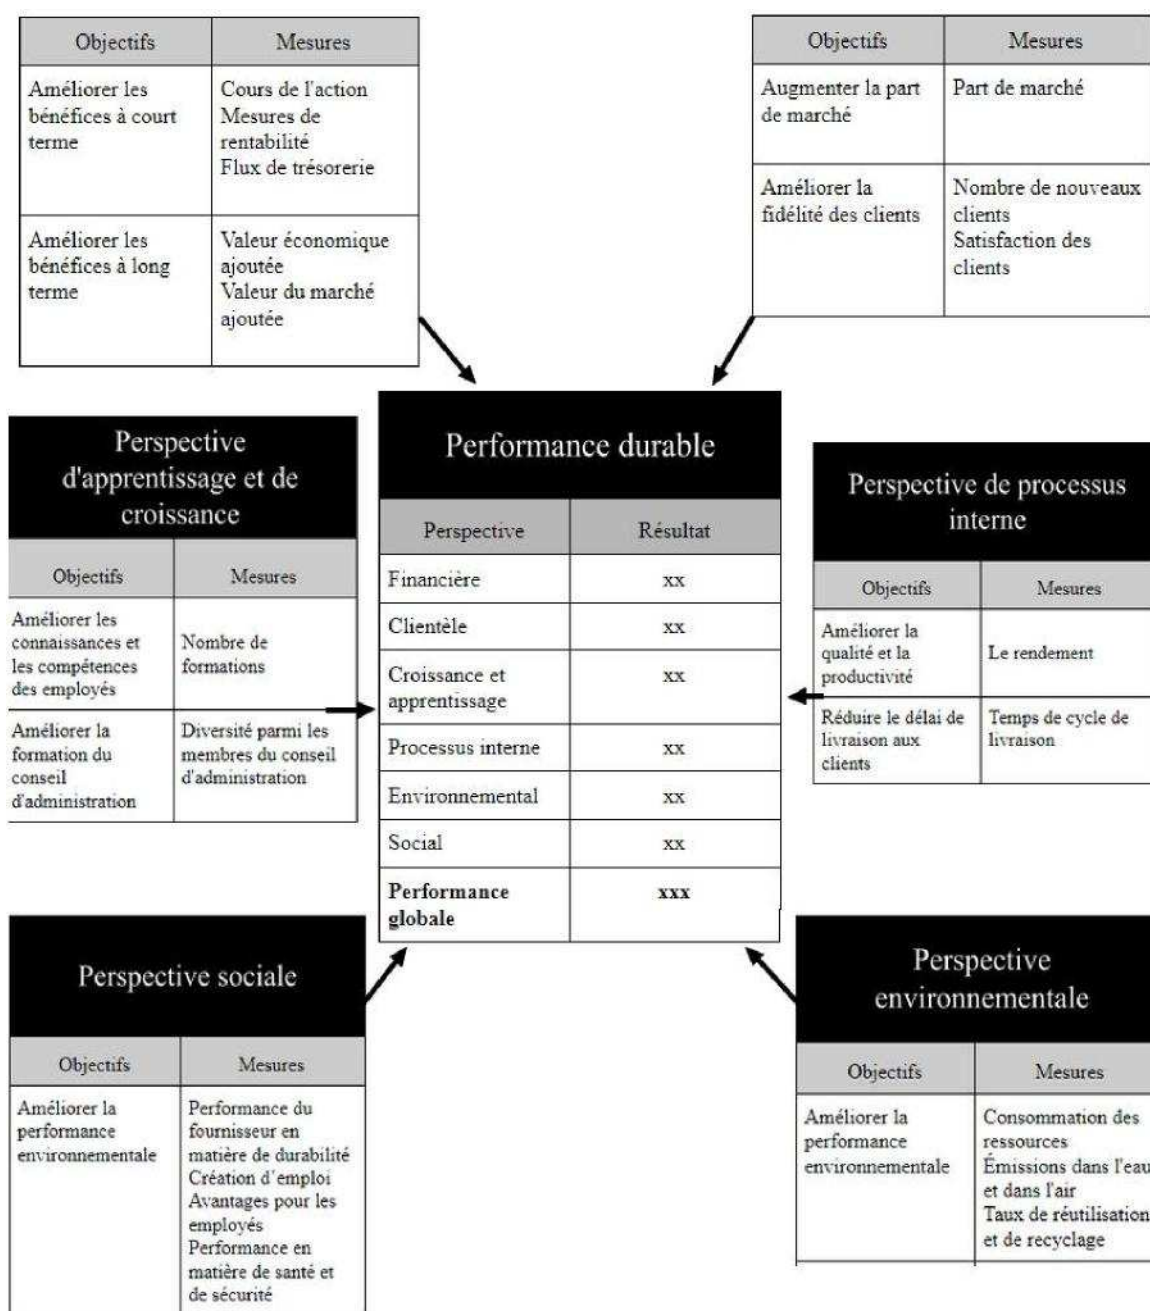 Objectifs
Mesures
Améliorer les
bénéfices à court
terme
Cours de l'action
Mesures de
rentabilité
Flux de trésorerie
Améliorer les
bénéfices à long
terme
Valeur économique
ajoutée
Valeur du marché
ajoutée
Objectifs
Mesures
Augmenter la part
de marché
Part de marché
Améliorer la
fidélité des clients
Nombre de nouveaux
clients
Satisfaction des
clients
Perspective
d'apprentissage et de
croissance
Objectifs
Mesures
Améliorer les
connaissances et
les compétences
des employés
Nombre de
formations
Améliorer la
formation du
conseil
d'administration
Diversité parmi les
membres du conseil
d'administration
Performance durable
Perspective
Résultat
Financière
xx
Clientèle
xx
Croissance et
apprentissage
xx
Processus interne
xx
Environnemental
xx
Social
xx
Performance
globale
xxx
Perspective de processus
interne
Objectifs
Mesures
Améliorer la
qualité et la
productivité
Le rendement
Réduire le délai de
livraison aux
clients
Temps de cycle de
livraison
Perspective sociale
Objectifs
Mesures
Améliorer la
performance
environnementale
Performance du
fournisseur en
matière de durabilité
Création d'emploi
Avantages pour les
employés
Performance en
matière de santé et
de sécurité
Perspective
environnementale
Objectifs
Mesures
Améliorer la
performance
environnementale
Consommation des
ressources
Émissions dans l'eau
et dans l'air
Taux de réutilisation
et de recyclage